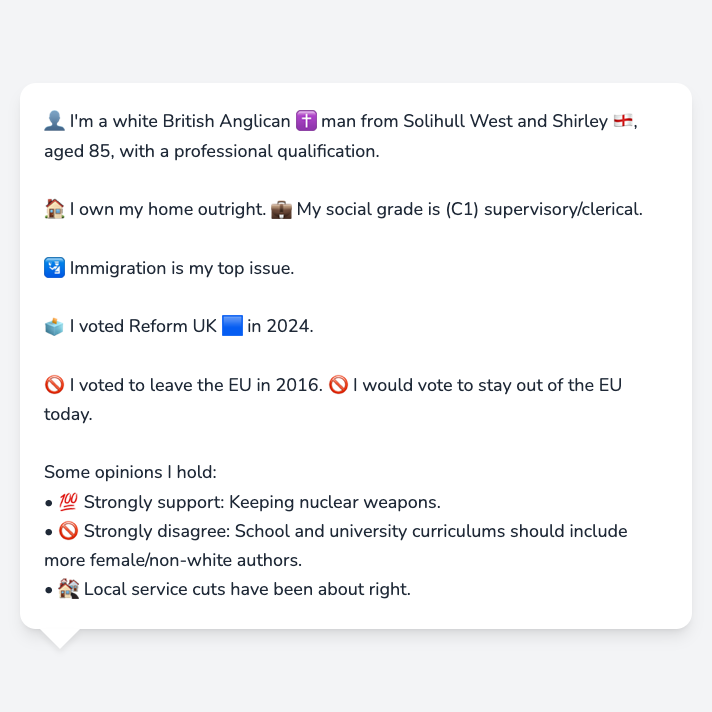 👤 I'm a white British Anglican ✝️ man from Solihull West and Shirley 🏴󠁧󠁢󠁥󠁮󠁧󠁿,
aged 85, with a professional qualification.
🏠 I own my home outright. 💼 My social grade is (C1) supervisory/clerical.
🛂 Immigration is my top issue.
🗳️ I voted Reform UK 🟦 in 2024.
🚫 I voted to leave the EU in 2016. 🚫 I would vote to stay out of the EU
today.
Some opinions I hold:
• 💯 Strongly support: Keeping nuclear weapons.
• 🚫 Strongly disagree: School and university curriculums should include
more female/non-white authors.
• 🏘️ Local service cuts have been about right.